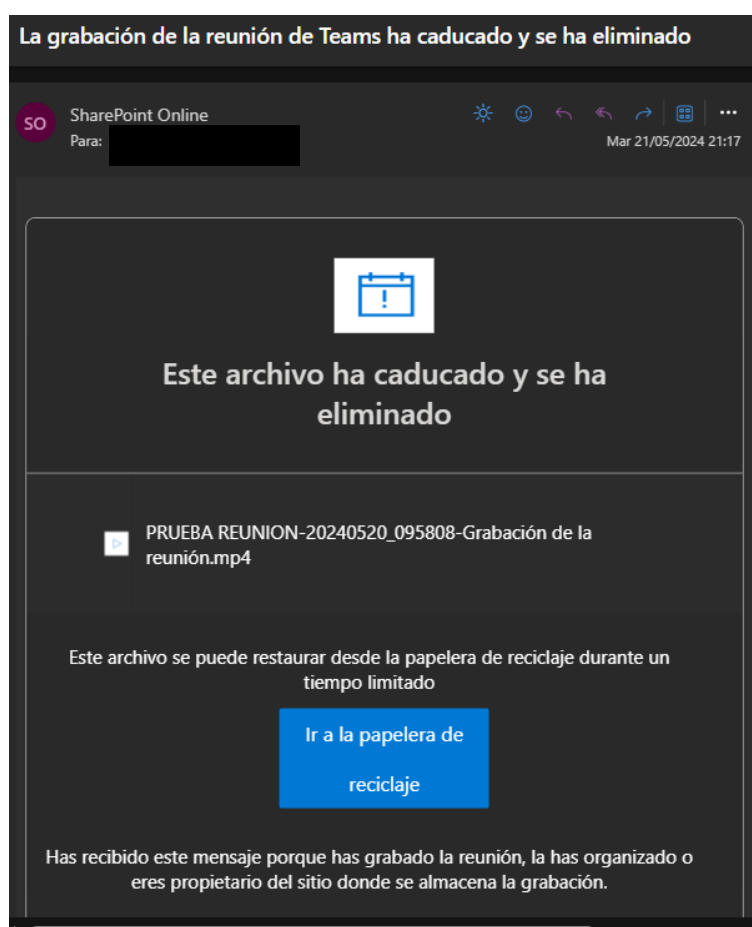 La grabación de la reunión de Teams ha caducado y se ha eliminado
SO
SharePoint Online
Para:
Mar 21/05/2024 21:17
Este archivo ha caducado y se ha
eliminado
PRUEBA REUNION-20240520_095808-Grabación de la
reunión.mp4
Este archivo se puede restaurar desde la papelera de reciclaje durante un
tiempo limitado
Ir a la papelera de
reciclaje
Has recibido este mensaje porque has grabado la reunión, la has organizado o
eres propietario del sitio donde se almacena la grabación.